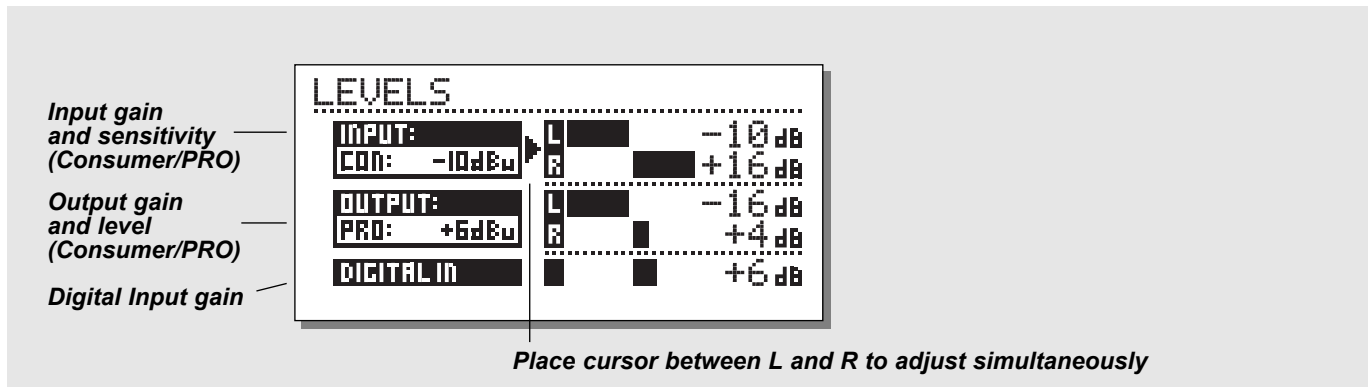 Input gain
and sensitivity
(Consumer/PRO)
Output gain
and level
(Consumer/PRO)
Digital Input gain
LEVELS
INPUT:
CON: -10dBu
L -10 dB
R +16 dB
OUTPUT:
PRO: +6dBu
L -16 dB
R +4 dB
DIGITAL IN +6 dB
Place cursor between L and R to adjust simultaneously